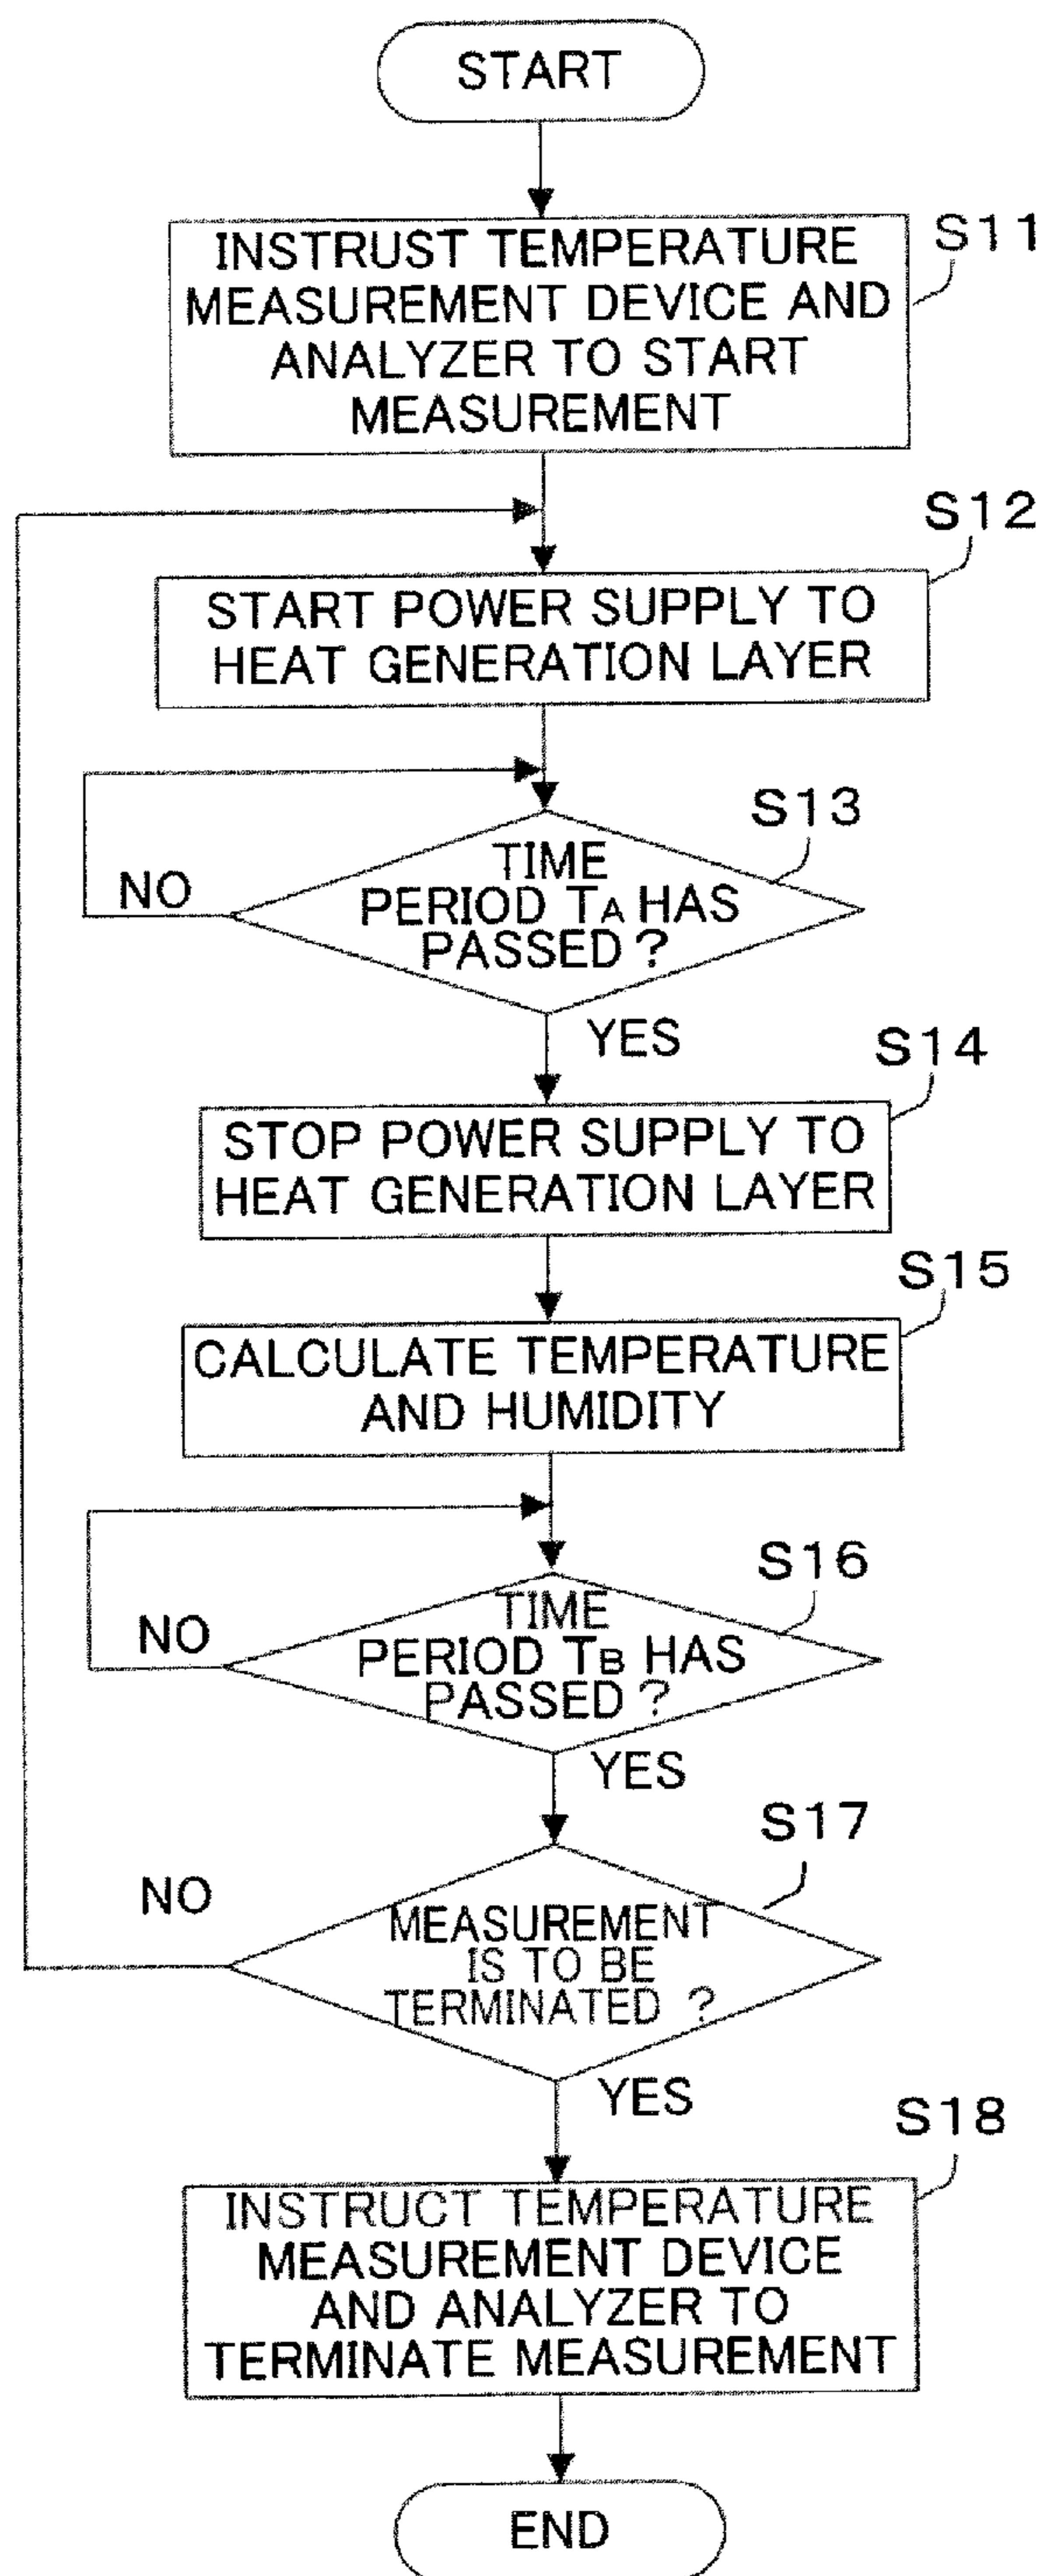 START
S11
INSTRUST TEMPERATURE
MEASUREMENT DEVICE AND
ANALYZER TO START
MEASUREMENT
S12
START POWER SUPPLY TO
HEAT GENERATION LAYER
S13
TIME
PERIOD TA HAS
PASSED?
NO
YES
S14
STOP POWER SUPPLY TO
HEAT GENERATION LAYER
S15
CALCULATE TEMPERATURE
AND HUMIDITY
S16
TIME
PERIOD TB HAS
PASSED?
NO
YES
S17
MEASUREMENT
IS TO BE
TERMINATED ?
NO
YES
S18
INSTRUCT TEMPERATURE
MEASUREMENT DEVICE
AND ANALYZER TO
TERMINATE MEASUREMENT
END